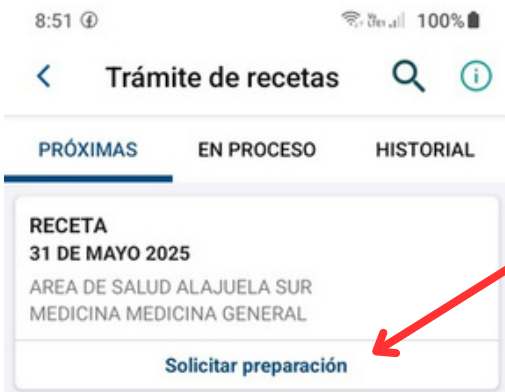 8:51
100%
Trámite de recetas
PRÓXIMAS EN PROCESO HISTORIAL
RECETA
31 DE MAYO 2025
AREA DE SALUD ALAJUELA SUR
MEDICINA MEDICINA GENERAL
Solicitar preparación